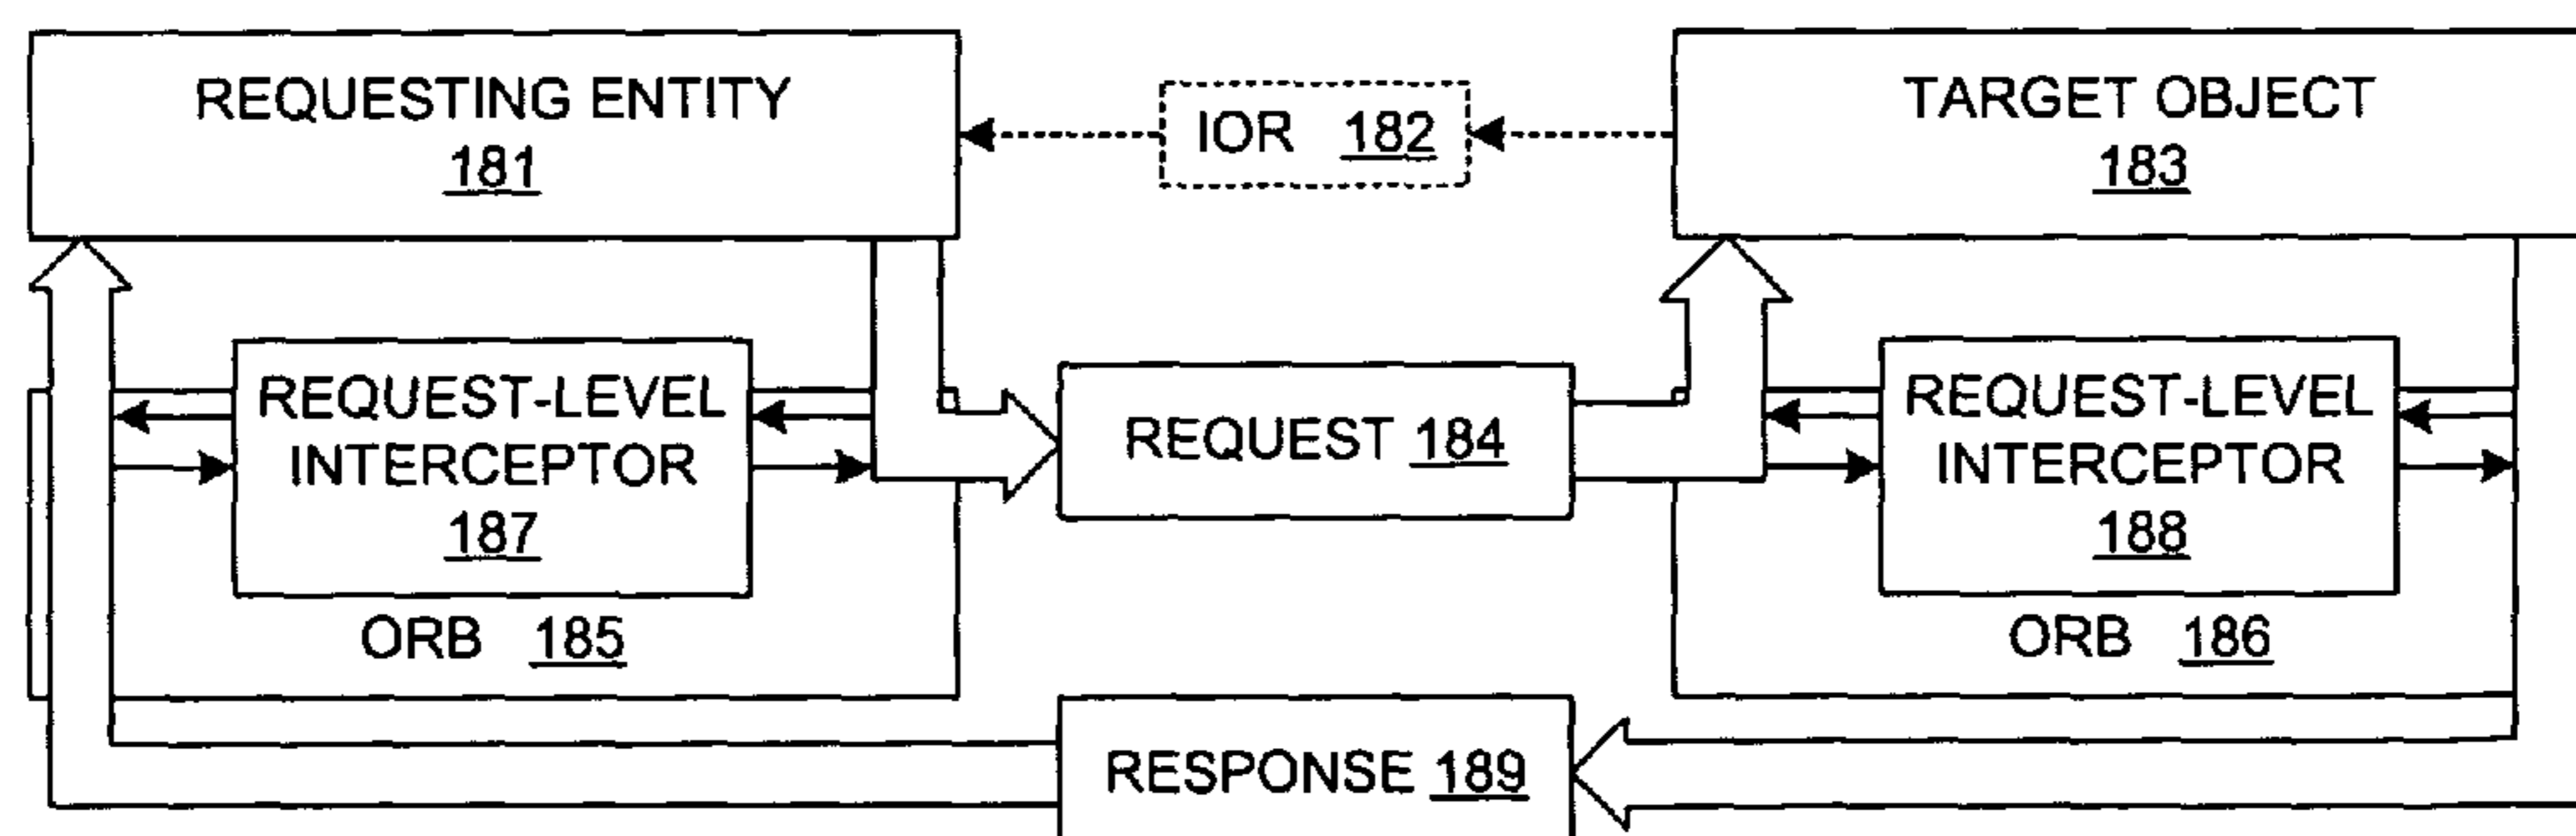 REQUESTING ENTITY
181
IOR 182
TARGET OBJECT
183
REQUEST-LEVEL
INTERCEPTOR
187
ORB 185
REQUEST 184
REQUEST-LEVEL
INTERCEPTOR
188
ORB 186
RESPONSE 189